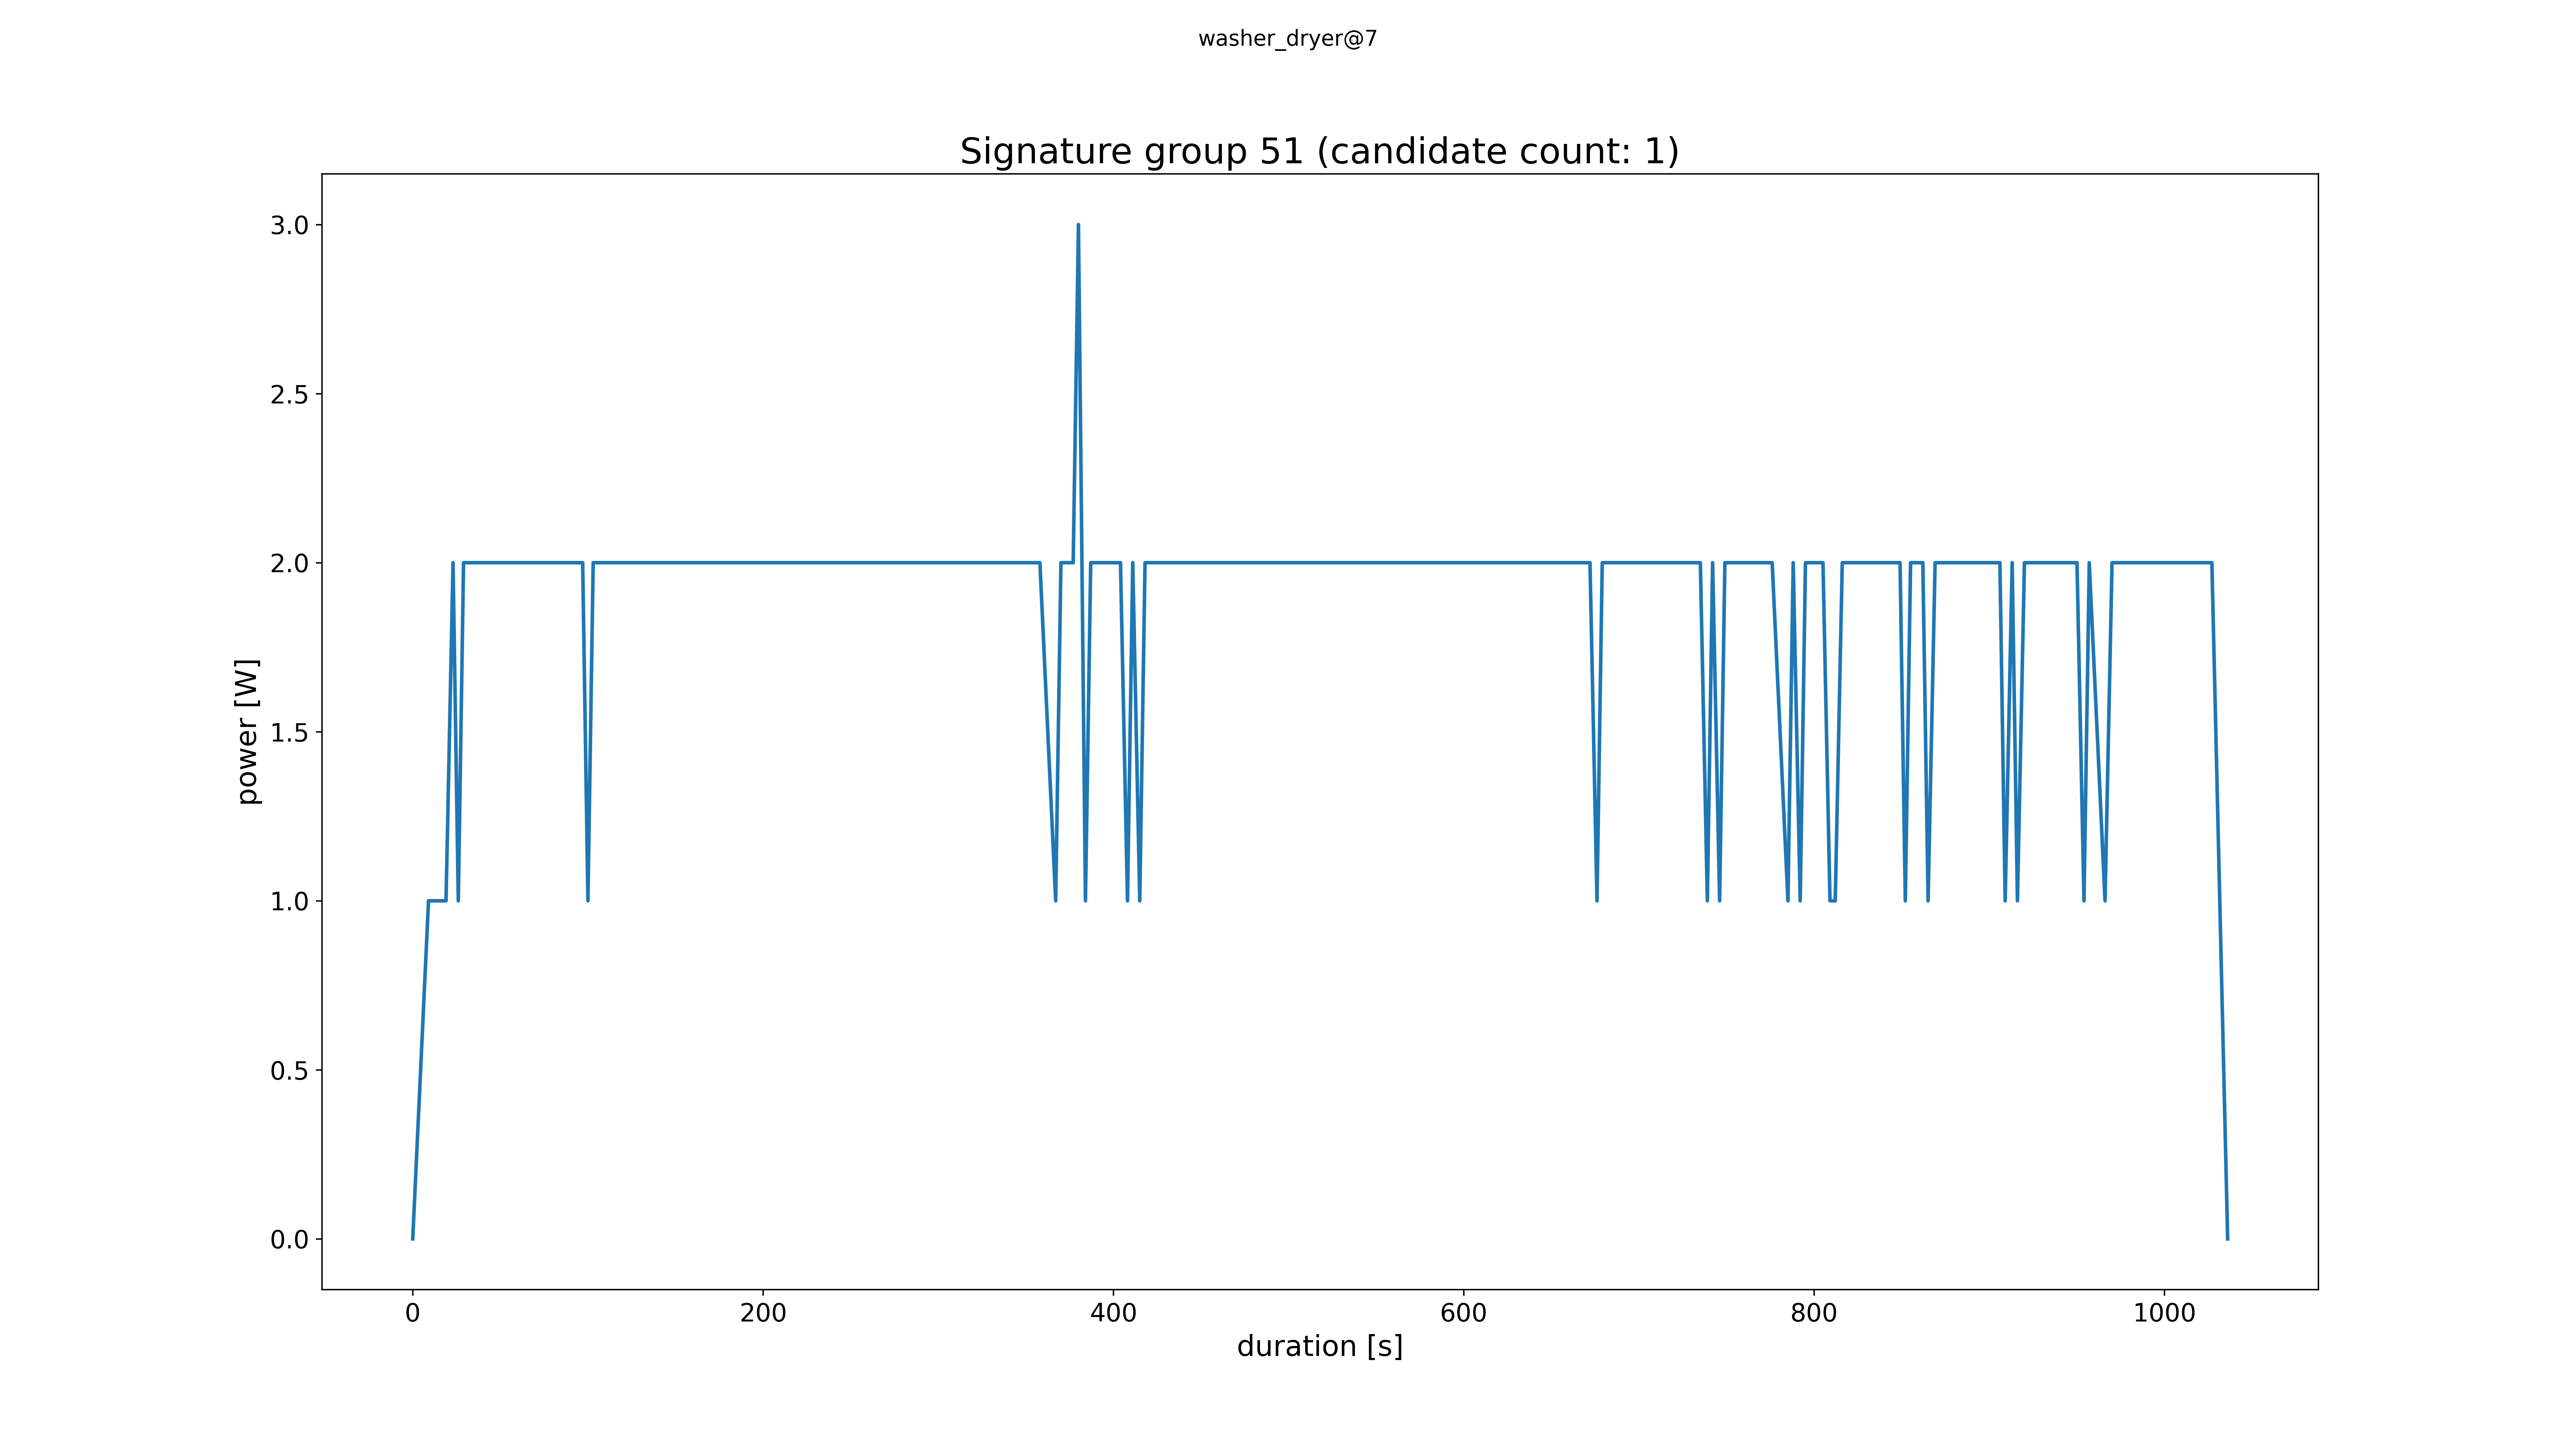 washer_dryer@7
Signature group 51 (candidate count: 1)
3.0
2.5
2.0
1.5
1.0
0.5
0.0
power [W]
0 200 400 600 800 1000
duration [s]